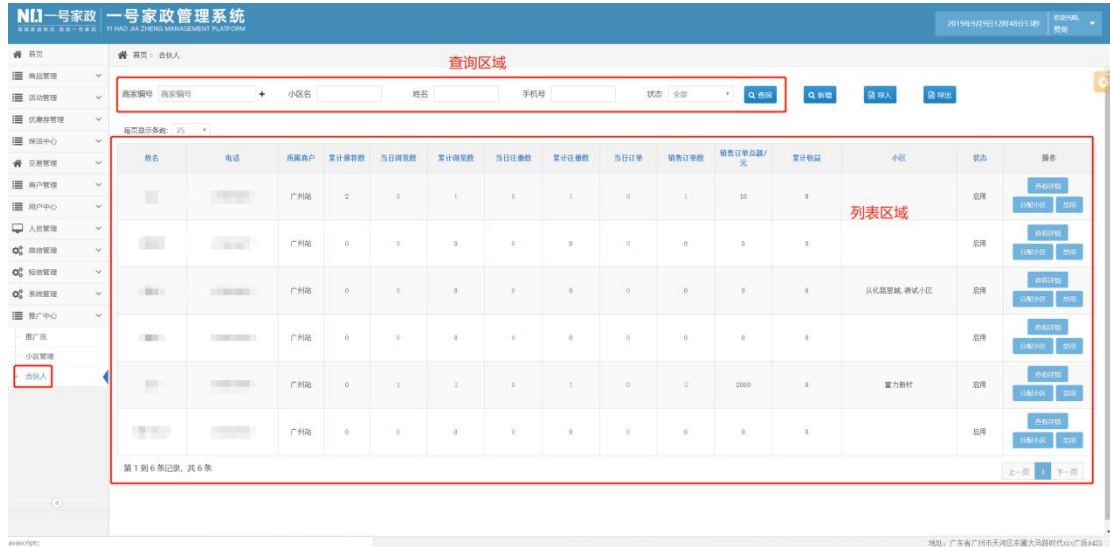 NO.1一号家政 一号家政管理系统
YI HAO JIA ZHENG MANAGEMENT PLATFORM
2019年9月9日12时48分53秒
首页
商品管理
活动管理
优惠券管理
保洁中心
交易管理
商户管理
用户中心
人员管理
微信管理
短信管理
系统管理
推广中心
推广员
小区管理
合伙人
首页 > 合伙人
查询区域
商家编号 商家编号 + 小区名 姓名 手机号 状态 全部 查询 新增 导入 导出
每页显示条数: 25
姓名 电话 所属商户 累计推荐数 当日浏览数 累计浏览数 当日注册数 累计注册数 当日订单 销售订单数 销售订单总额/元 累计收益 小区 状态 操作
广州站 2 0 1 0 1 0 1 10 0 启用 查看详情 分配小区 禁用
列表区域
广州站 0 0 0 0 0 0 0 0 0 启用 查看详情 分配小区 禁用
广州站 0 0 0 0 0 0 0 0 0 从化翡翠城,测试小区 启用 查看详情 分配小区 禁用
广州站 0 0 0 0 0 0 0 0 0 启用 查看详情 分配小区 禁用
广州站 0 1 2 0 1 0 2 2000 0 富力新村 启用 查看详情 分配小区 禁用
广州站 0 0 0 0 0 0 0 0 0 启用 查看详情 分配小区 禁用
第 1 到 6 条记录, 共 6 条
上一页 1 下一页
avascript: